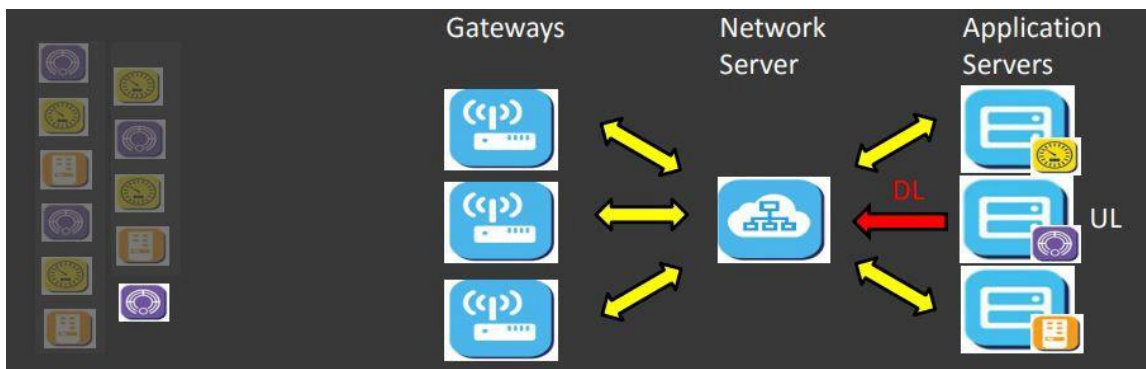 Gateways
Network
Server
Application
Servers
DL
UL